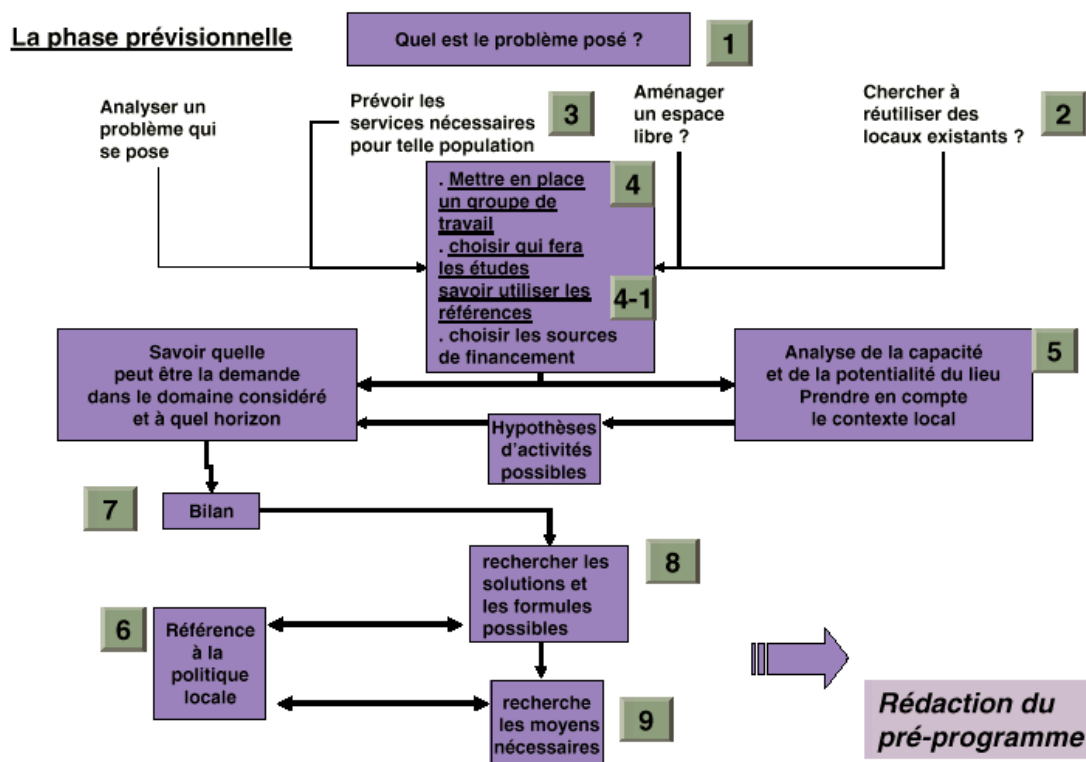 La phase prévisionnelle
Quel est le problème posé ?
1
Analyser un
problème qui
se pose
Prévoir les
services nécessaires
pour telle population
3
Aménager
un espace
libre ?
Chercher à
réutiliser des
locaux existants ?
2
. Mettre en place
un groupe de
travail
. choisir qui fera
les études
savoir utiliser les
références
. choisir les sources
de financement
4
4-1
Savoir quelle
peut être la demande
dans le domaine considéré
et à quel horizon
Analyse de la capacité
et de la potentialité du lieu
Prendre en compte
le contexte local
5
Hypothèses
d'activités
possibles
7
Bilan
rechercher les
solutions et
les formules
possibles
8
6
Référence
à la
politique
locale
recherche
les moyens
nécessaires
9
Rédaction du
pré-programme